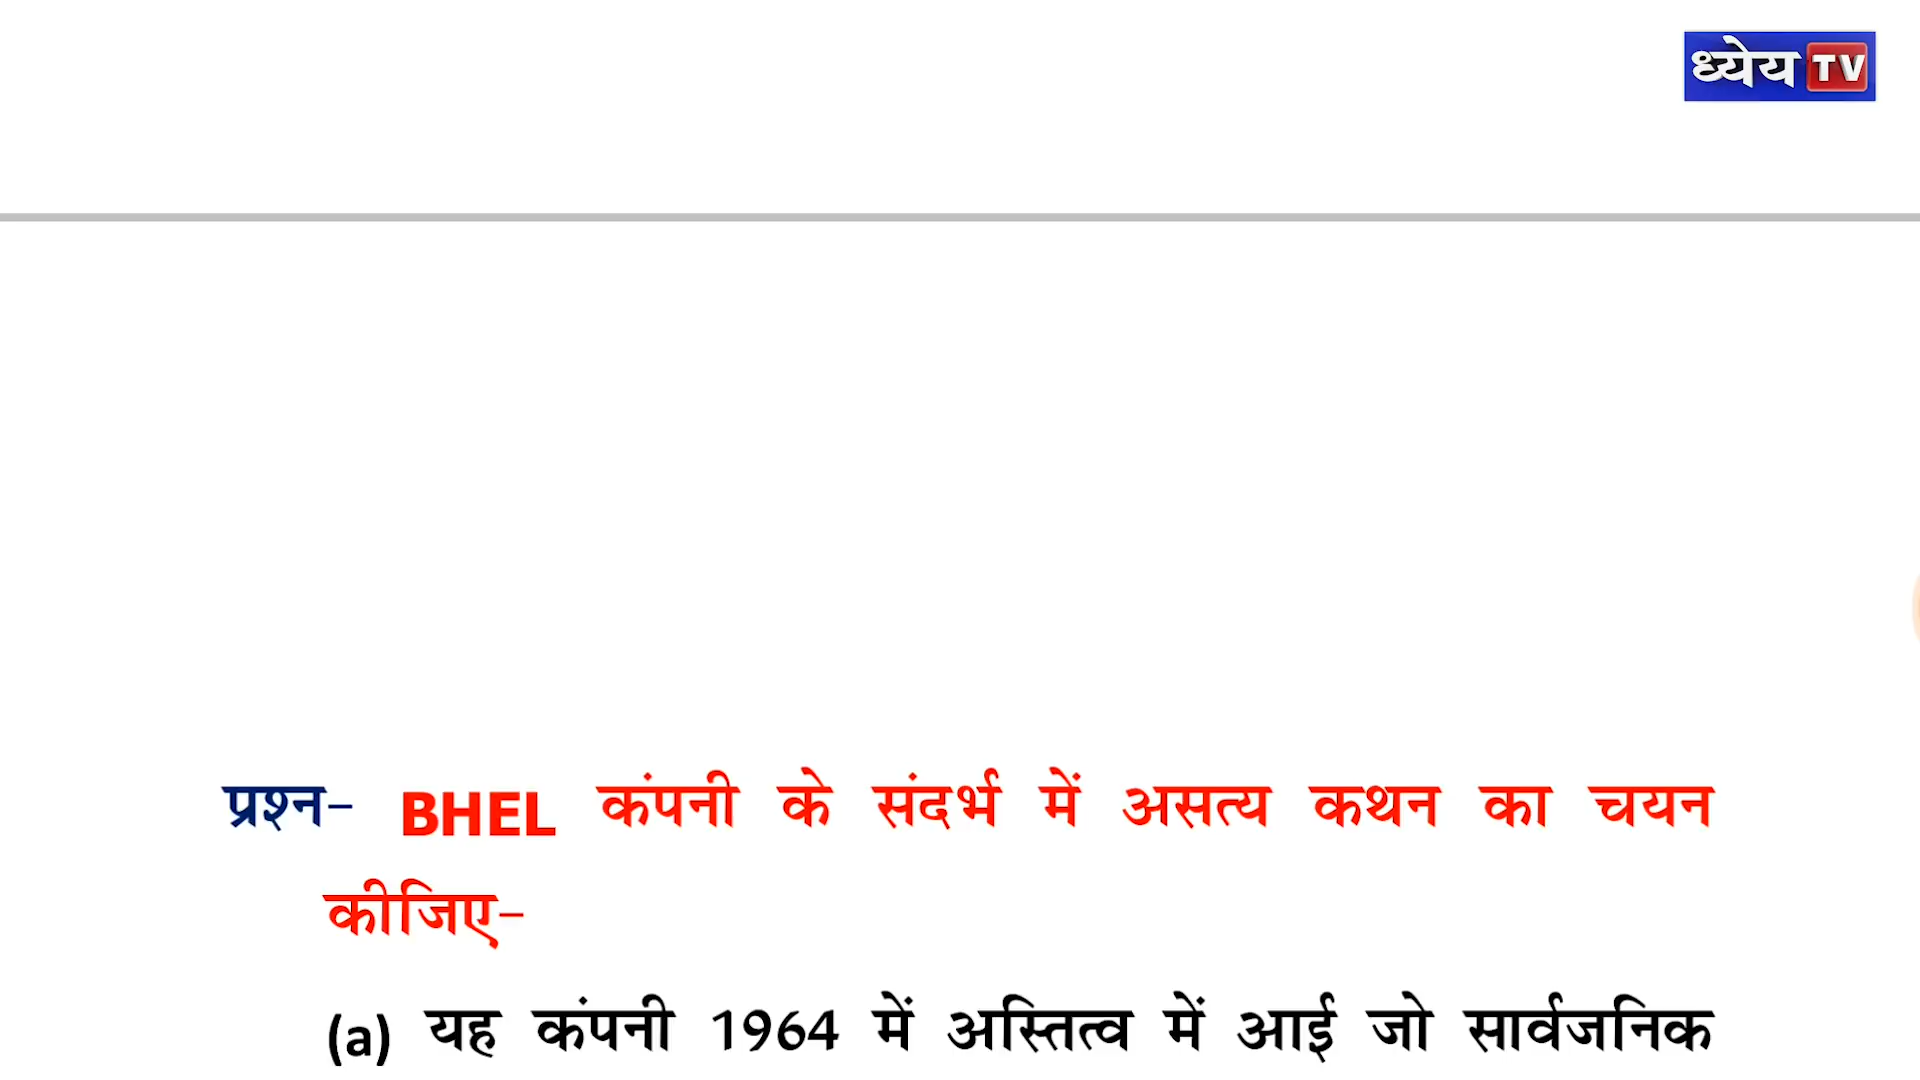 ध्येय TV
प्रश्न- BHEL कंपनी के संदर्भ में असत्य कथन का चयन
कीजिए-
(a) यह कंपनी 1964 में अस्तित्व में आई जो सार्वजनिक